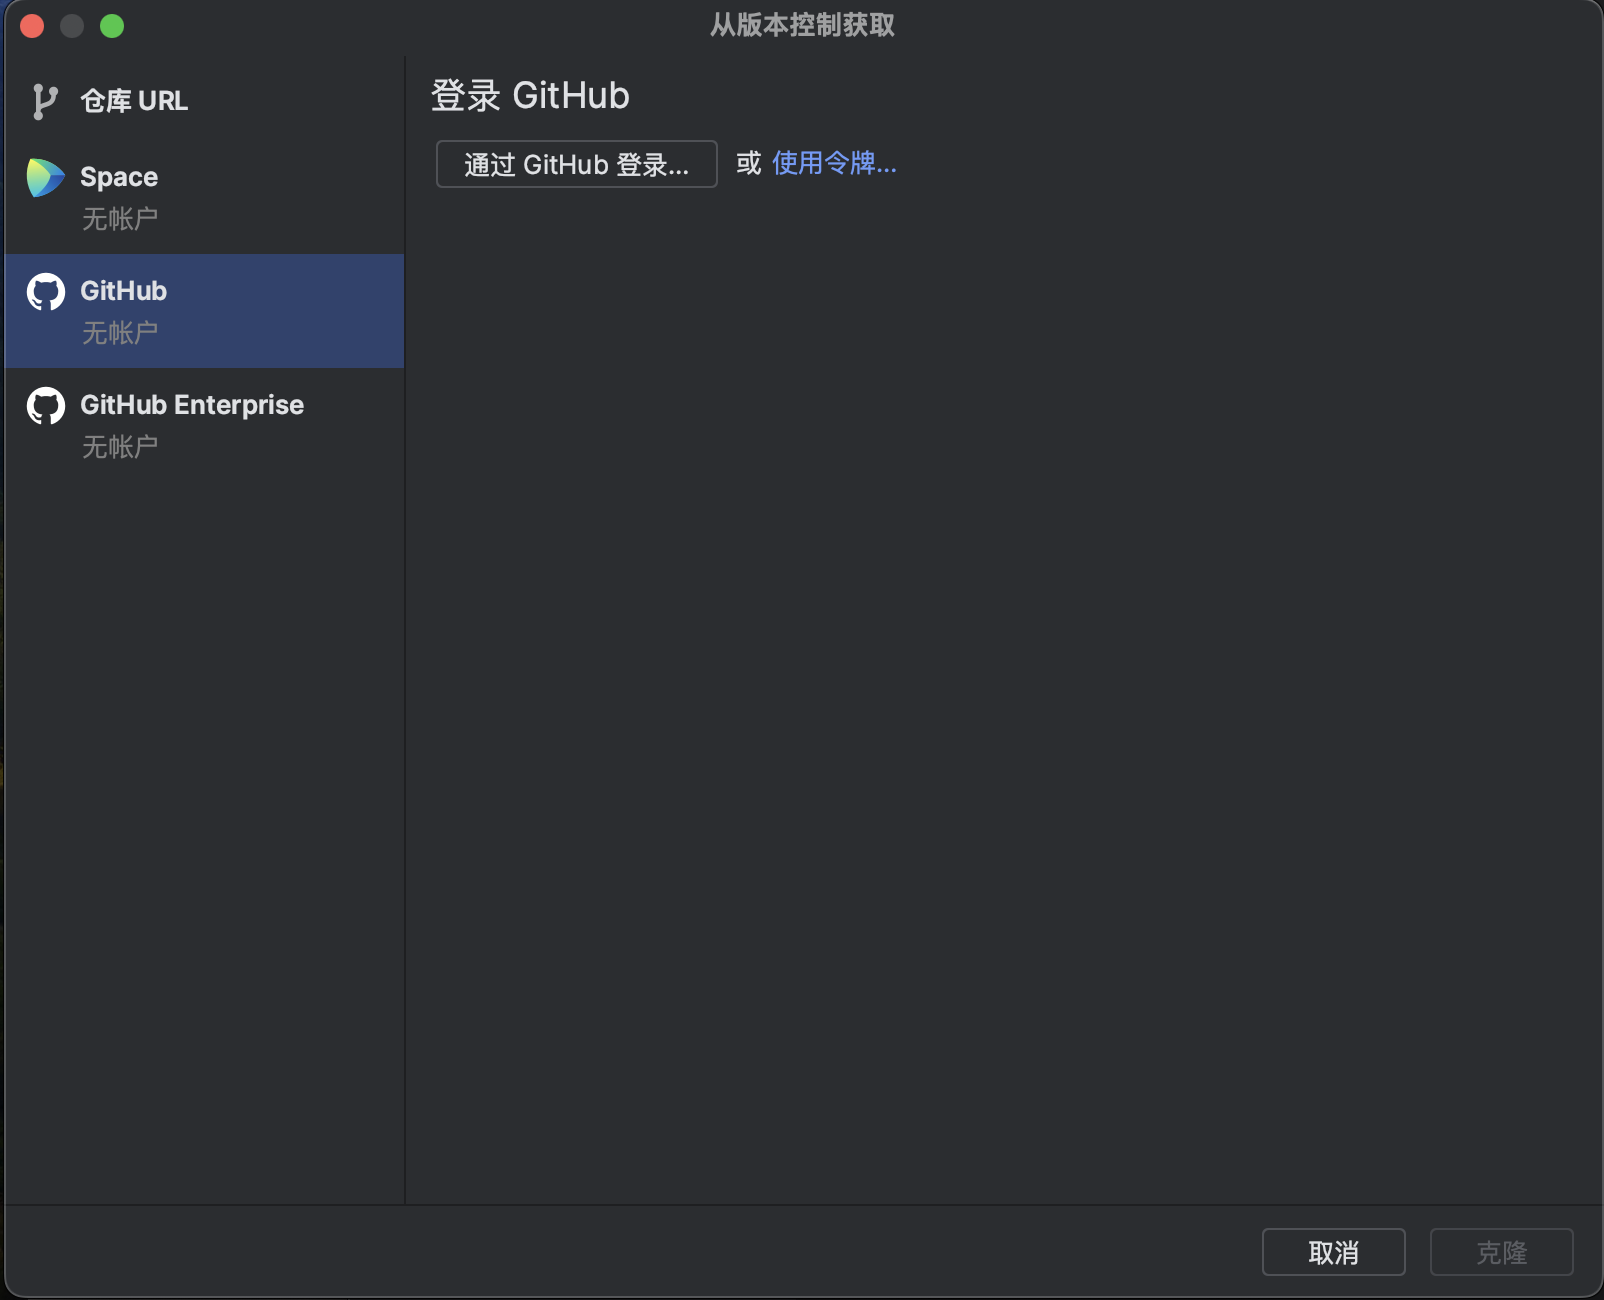 从版本控制获取
仓库 URL
Space
无帐户
GitHub
无帐户
GitHub Enterprise
无帐户
登录 GitHub
通过 GitHub 登录... 或 使用令牌...
取消
克隆